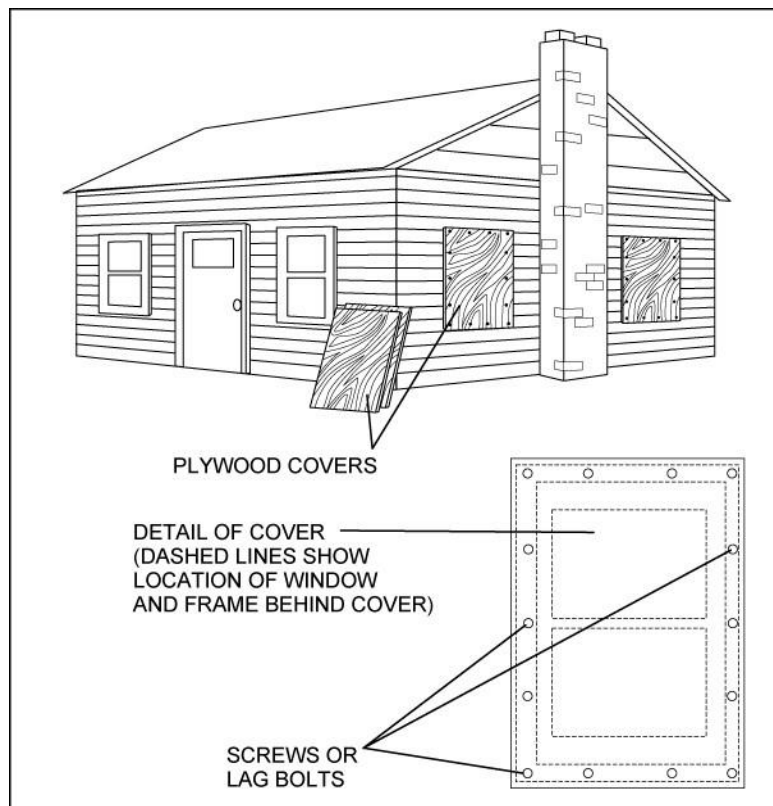 PLYWOOD COVERS
DETAIL OF COVER
(DASHED LINES SHOW
LOCATION OF WINDOW
AND FRAME BEHIND COVER)
SCREWS OR
LAG BOLTS